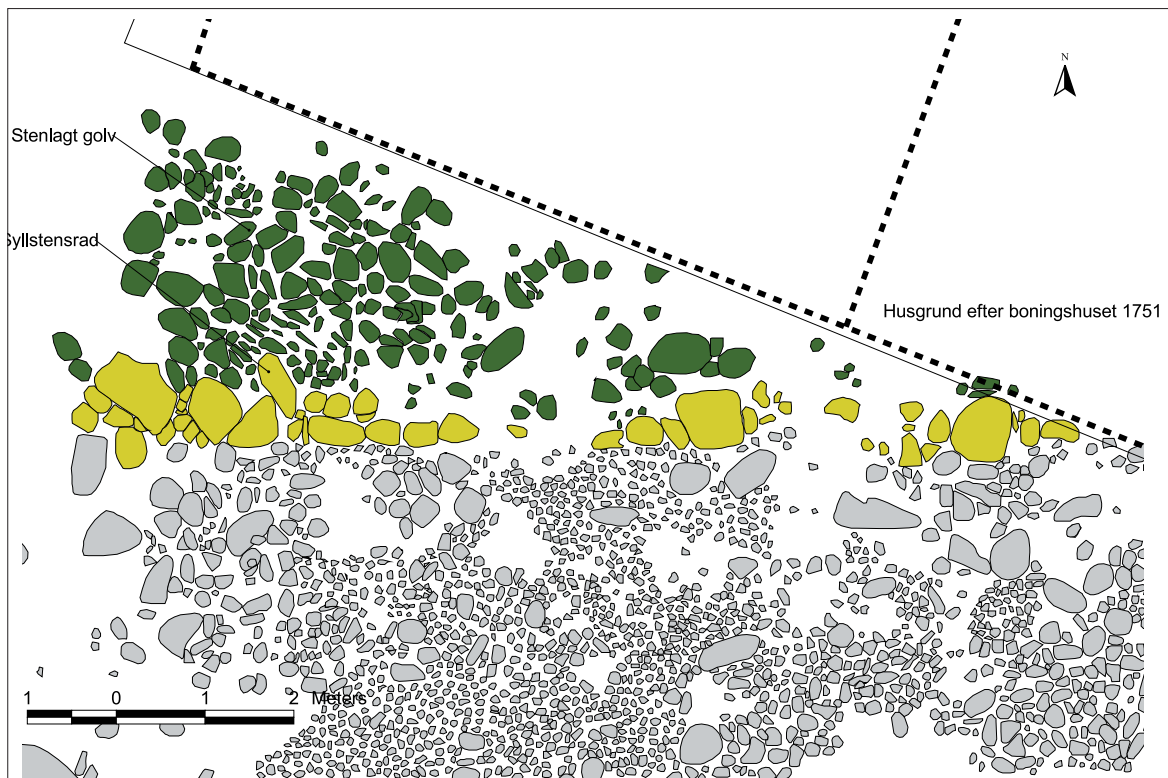 N
Stenlagt golv
Syllstensrad
Husgrund efter boningshuset 1751
1 0 1 2 Meters